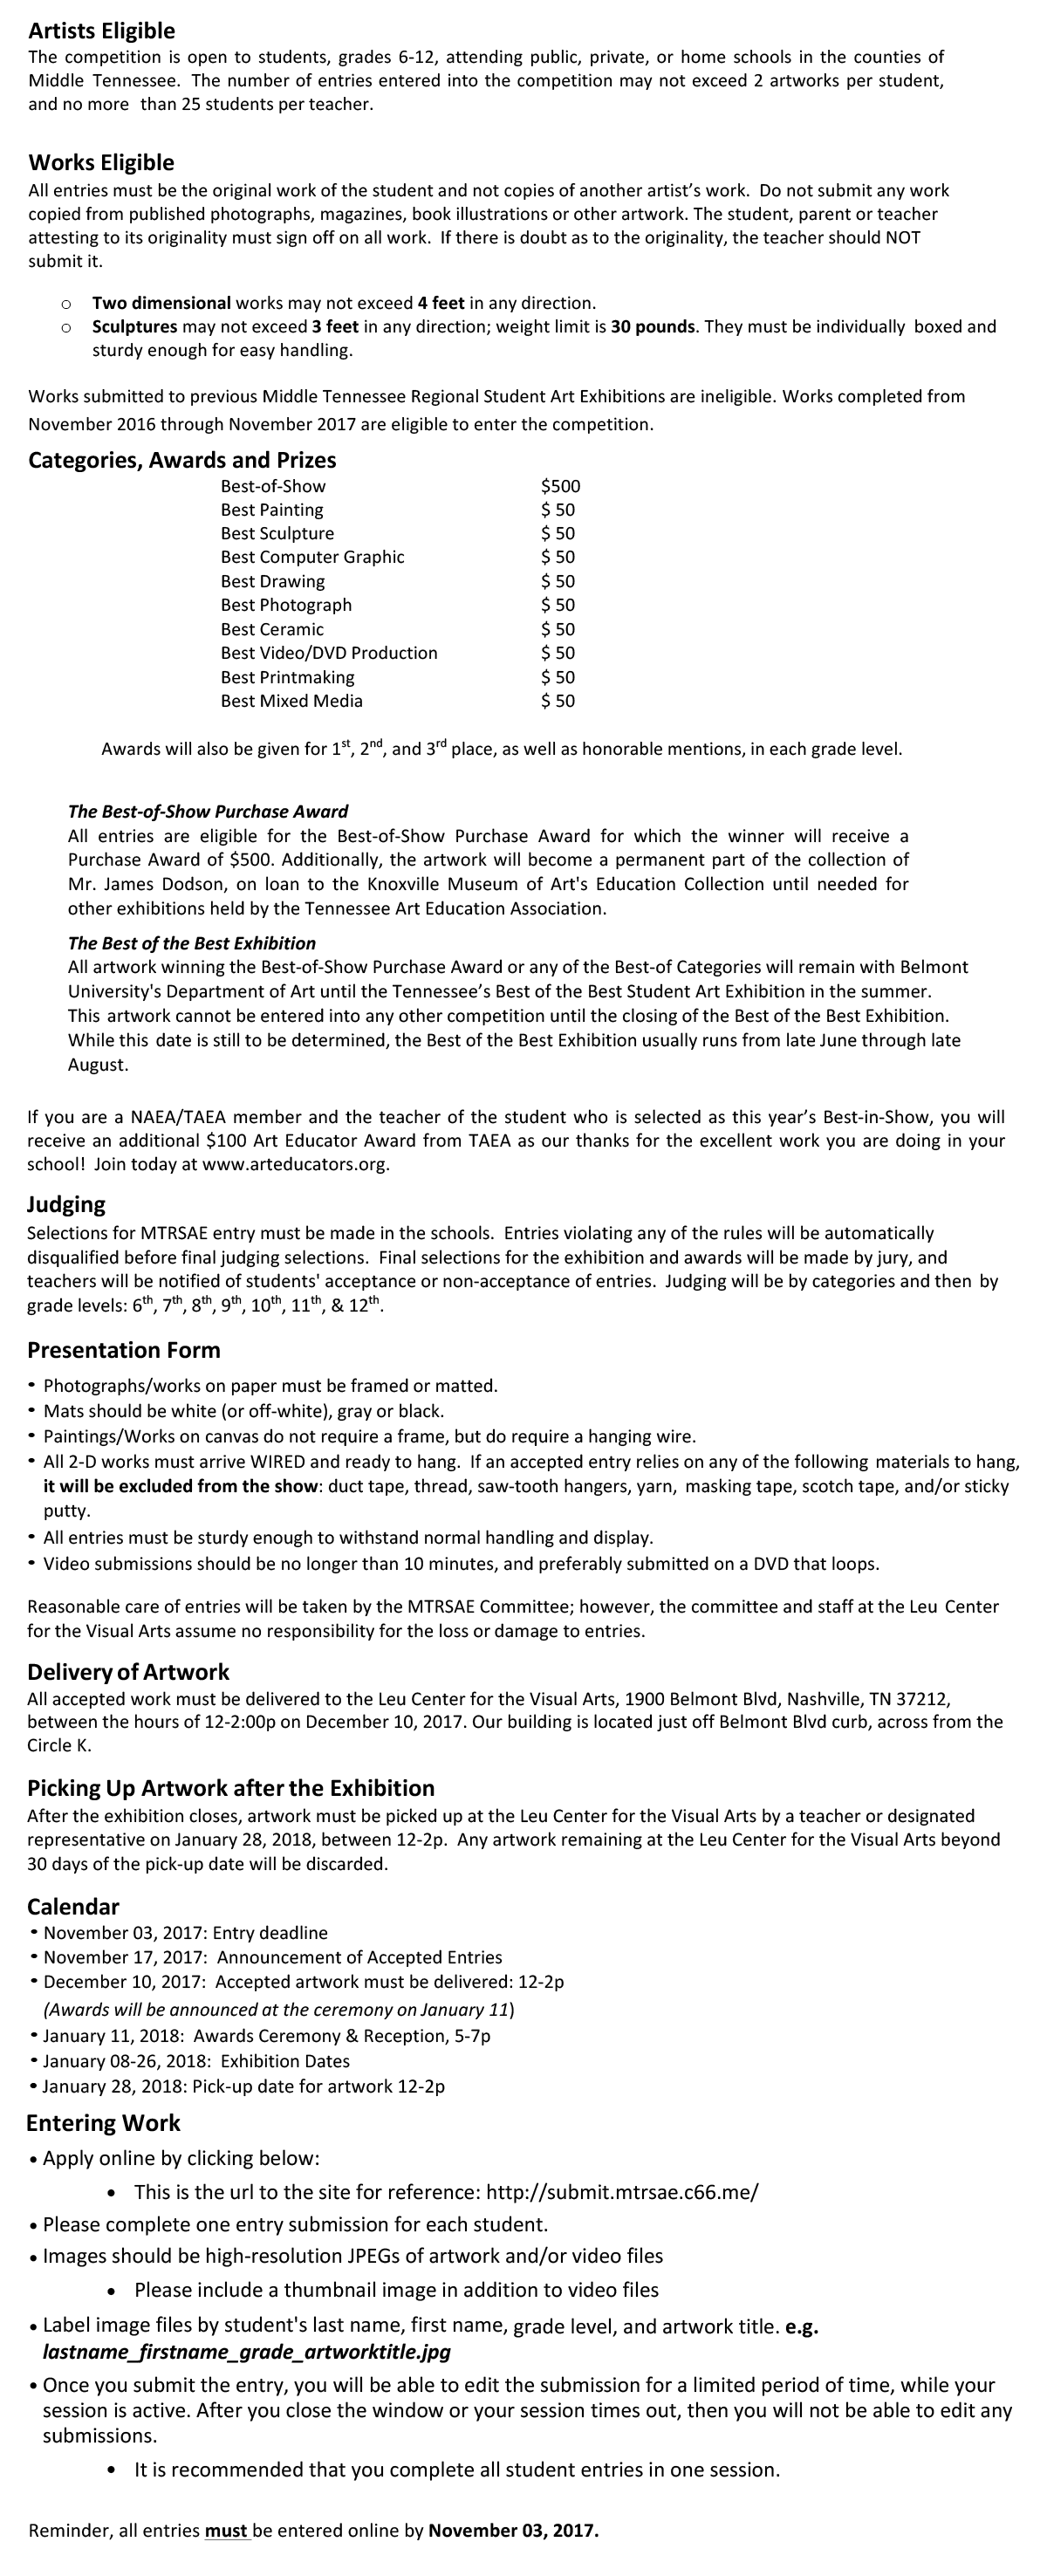 Artists Eligible
The competition is open to students, grades 6-12, attending public, private, or home schools in the counties of
Middle Tennessee. The number of entries entered into the competition may not exceed 2 artworks per student,
and no more than 25 students per teacher.
Works Eligible
All entries must be the original work of the student and not copies of another artist’s work. Do not submit any work
copied from published photographs, magazines, book illustrations or other artwork. The student, parent or teacher
attesting to its originality must sign off on all work. If there is doubt as to the originality, the teacher should NOT
submit it.
o Two dimensional works may not exceed 4 feet in any direction.
o Sculptures may not exceed 3 feet in any direction; weight limit is 30 pounds. They must be individually boxed and
sturdy enough for easy handling.
Works submitted to previous Middle Tennessee Regional Student Art Exhibitions are ineligible. Works completed from
November 2016 through November 2017 are eligible to enter the competition.
Categories, Awards and Prizes
Best-of-Show $500
Best Painting $ 50
Best Sculpture $ 50
Best Computer Graphic $ 50
Best Drawing $ 50
Best Photograph $ 50
Best Ceramic $ 50
Best Video/DVD Production $ 50
Best Printmaking $ 50
Best Mixed Media $ 50
Awards will also be given for 1st, 2nd, and 3rd place, as well as honorable mentions, in each grade level.
The Best-of-Show Purchase Award
All entries are eligible for the Best-of-Show Purchase Award for which the winner will receive a
Purchase Award of $500. Additionally, the artwork will become a permanent part of the collection of
Mr. James Dodson, on loan to the Knoxville Museum of Art's Education Collection until needed for
other exhibitions held by the Tennessee Art Education Association.
The Best of the Best Exhibition
All artwork winning the Best-of-Show Purchase Award or any of the Best-of Categories will remain with Belmont
University's Department of Art until the Tennessee’s Best of the Best Student Art Exhibition in the summer.
This artwork cannot be entered into any other competition until the closing of the Best of the Best Exhibition.
While this date is still to be determined, the Best of the Best Exhibition usually runs from late June through late
August.
If you are a NAEA/TAEA member and the teacher of the student who is selected as this year’s Best-in-Show, you will
receive an additional $100 Art Educator Award from TAEA as our thanks for the excellent work you are doing in your
school! Join today at www.arteducators.org.
Judging
Selections for MTRSAE entry must be made in the schools. Entries violating any of the rules will be automatically
disqualified before final judging selections. Final selections for the exhibition and awards will be made by jury, and
teachers will be notified of students' acceptance or non-acceptance of entries. Judging will be by categories and then by
grade levels: 6th, 7th, 8th, 9th, 10th, 11th, & 12th.
Presentation Form
• Photographs/works on paper must be framed or matted.
• Mats should be white (or off-white), gray or black.
• Paintings/Works on canvas do not require a frame, but do require a hanging wire.
• All 2-D works must arrive WIRED and ready to hang. If an accepted entry relies on any of the following materials to hang,
it will be excluded from the show: duct tape, thread, saw-tooth hangers, yarn, masking tape, scotch tape, and/or sticky
putty.
• All entries must be sturdy enough to withstand normal handling and display.
• Video submissions should be no longer than 10 minutes, and preferably submitted on a DVD that loops.
Reasonable care of entries will be taken by the MTRSAE Committee; however, the committee and staff at the Leu Center
for the Visual Arts assume no responsibility for the loss or damage to entries.
Delivery of Artwork
All accepted work must be delivered to the Leu Center for the Visual Arts, 1900 Belmont Blvd, Nashville, TN 37212,
between the hours of 12-2:00p on December 10, 2017. Our building is located just off Belmont Blvd curb, across from the
Circle K.
Picking Up Artwork after the Exhibition
After the exhibition closes, artwork must be picked up at the Leu Center for the Visual Arts by a teacher or designated
representative on January 28, 2018, between 12-2p. Any artwork remaining at the Leu Center for the Visual Arts beyond
30 days of the pick-up date will be discarded.
Calendar
• November 03, 2017: Entry deadline
• November 17, 2017: Announcement of Accepted Entries
• December 10, 2017: Accepted artwork must be delivered: 12-2p
(Awards will be announced at the ceremony on January 11)
• January 11, 2018: Awards Ceremony & Reception, 5-7p
• January 08-26, 2018: Exhibition Dates
• January 28, 2018: Pick-up date for artwork 12-2p
Entering Work
• Apply online by clicking below:
• This is the url to the site for reference: http://submit.mtrsae.c66.me/
• Please complete one entry submission for each student.
• Images should be high-resolution JPEGs of artwork and/or video files
• Please include a thumbnail image in addition to video files
• Label image files by student's last name, first name, grade level, and artwork title. e.g.
lastname_firstname_grade_artworktitle.jpg
• Once you submit the entry, you will be able to edit the submission for a limited period of time, while your
session is active. After you close the window or your session times out, then you will not be able to edit any
submissions.
• It is recommended that you complete all student entries in one session.
Reminder, all entries must be entered online by November 03, 2017.